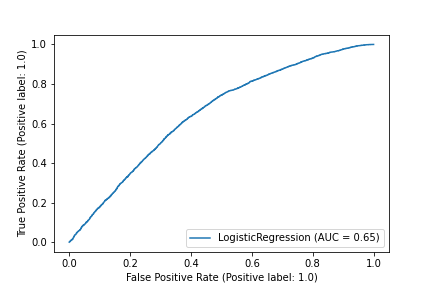 1.0
0.8
0.6
0.4
0.2
0.0
True Positive Rate (Positive label: 1.0)
LogisticRegression (AUC = 0.65)
0.0 0.2 0.4 0.6 0.8 1.0
False Positive Rate (Positive label: 1.0)